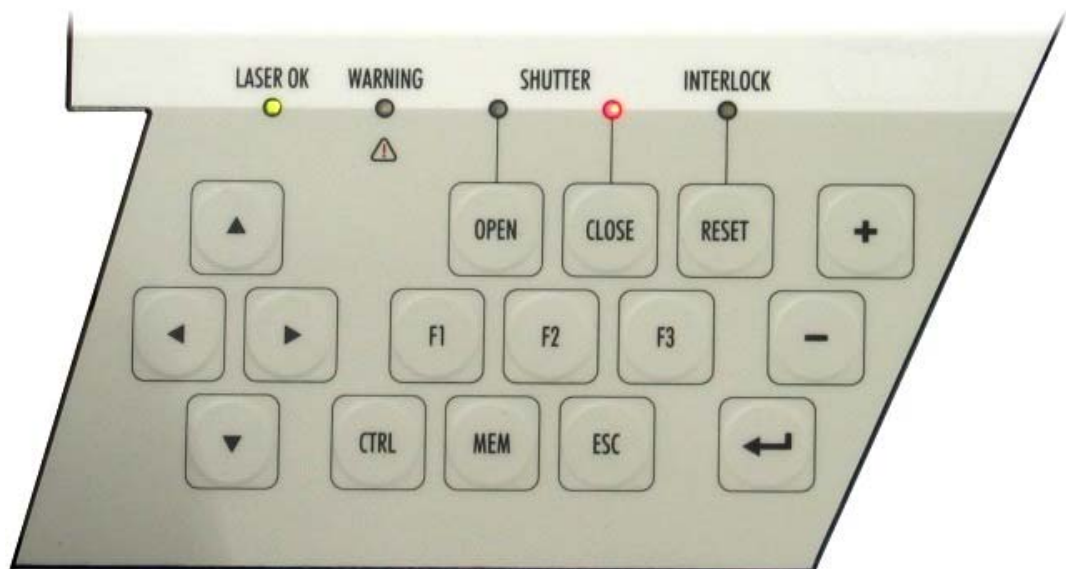 LASER OK WARNING SHUTTER INTERLOCK
OPEN CLOSE RESET +
F1 F2 F3 -
CTRL MEM ESC